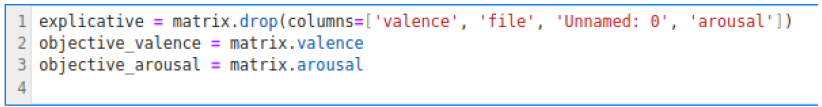 1 explicative = matrix.drop(columns=['valence', 'file', 'Unnamed: 0', 'arousal'])
2 objective_valence = matrix.valence
3 objective_arousal = matrix.arousal
4